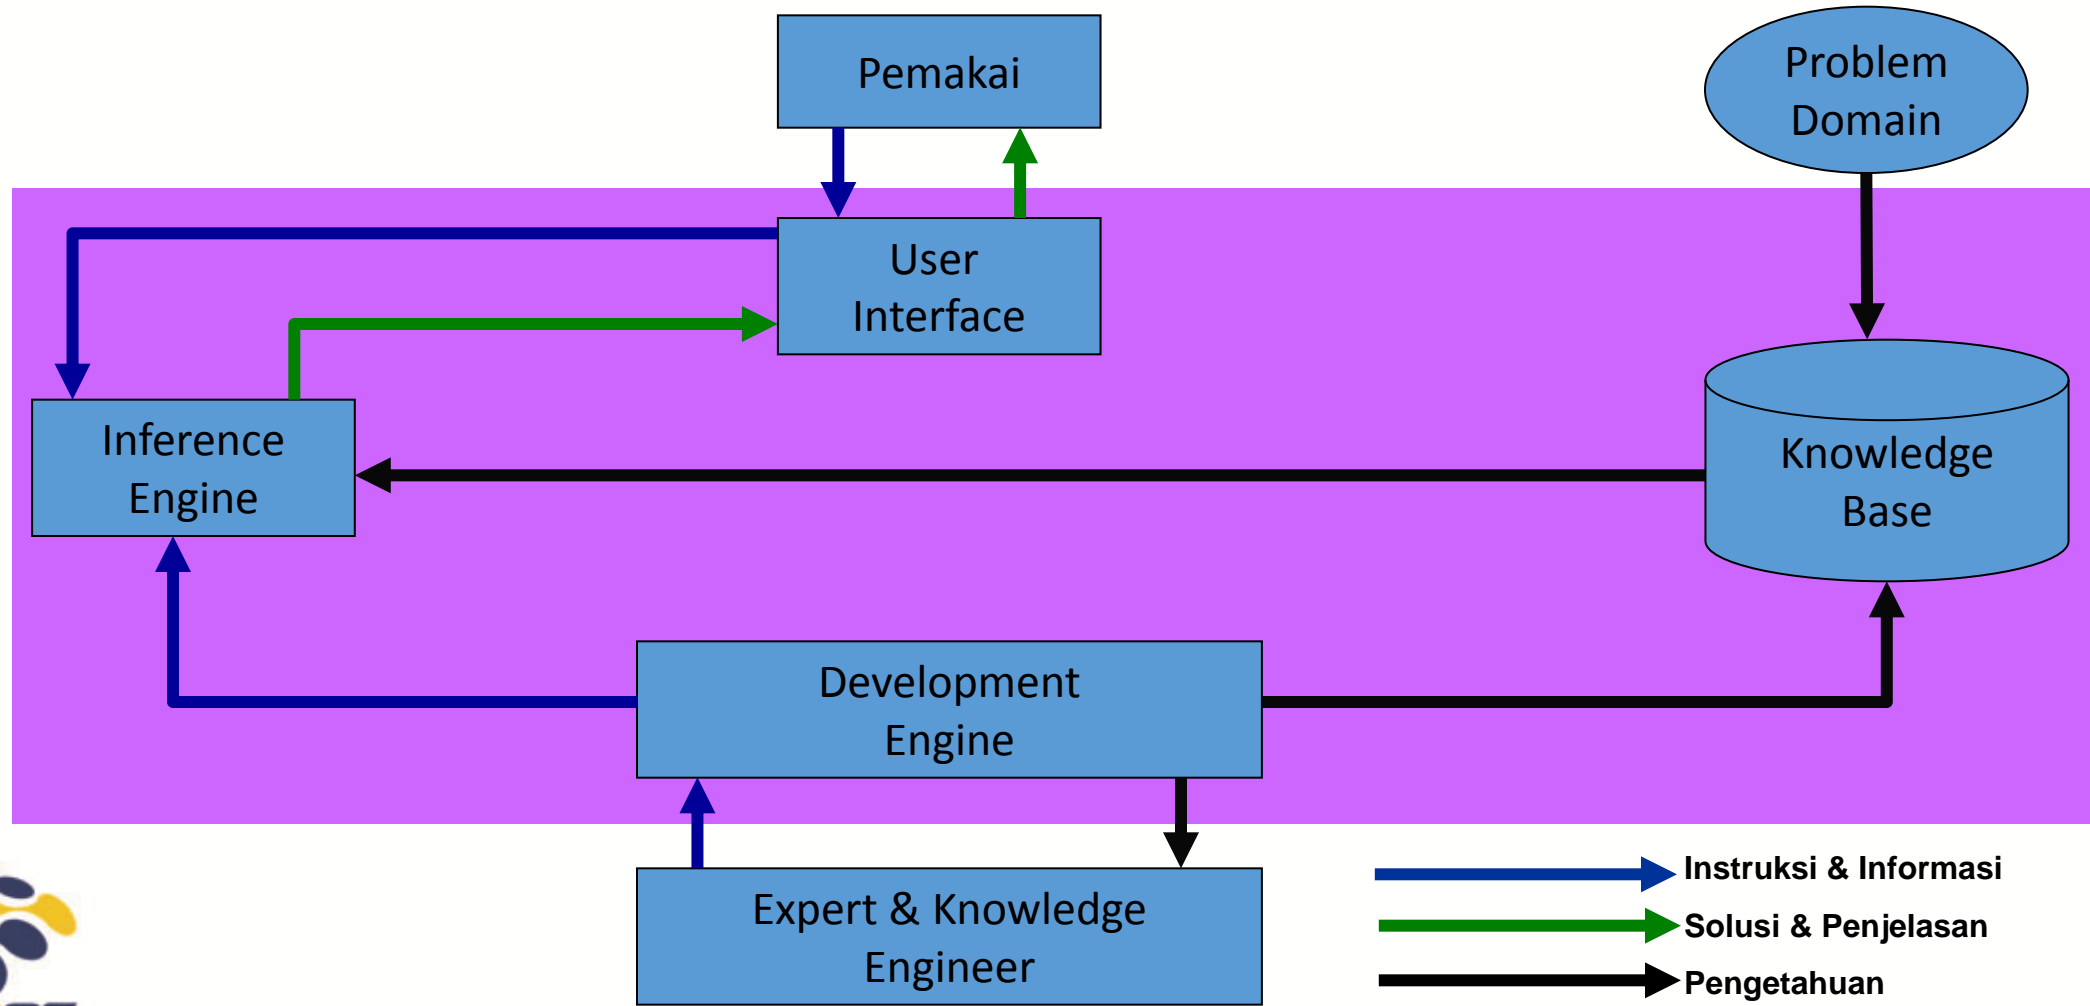 Pemakai
Problem
Domain
User
Interface
Inference
Engine
Knowledge
Base
Development
Engine
Expert & Knowledge
Engineer
Instruksi & Informasi
Solusi & Penjelasan
Pengetahuan